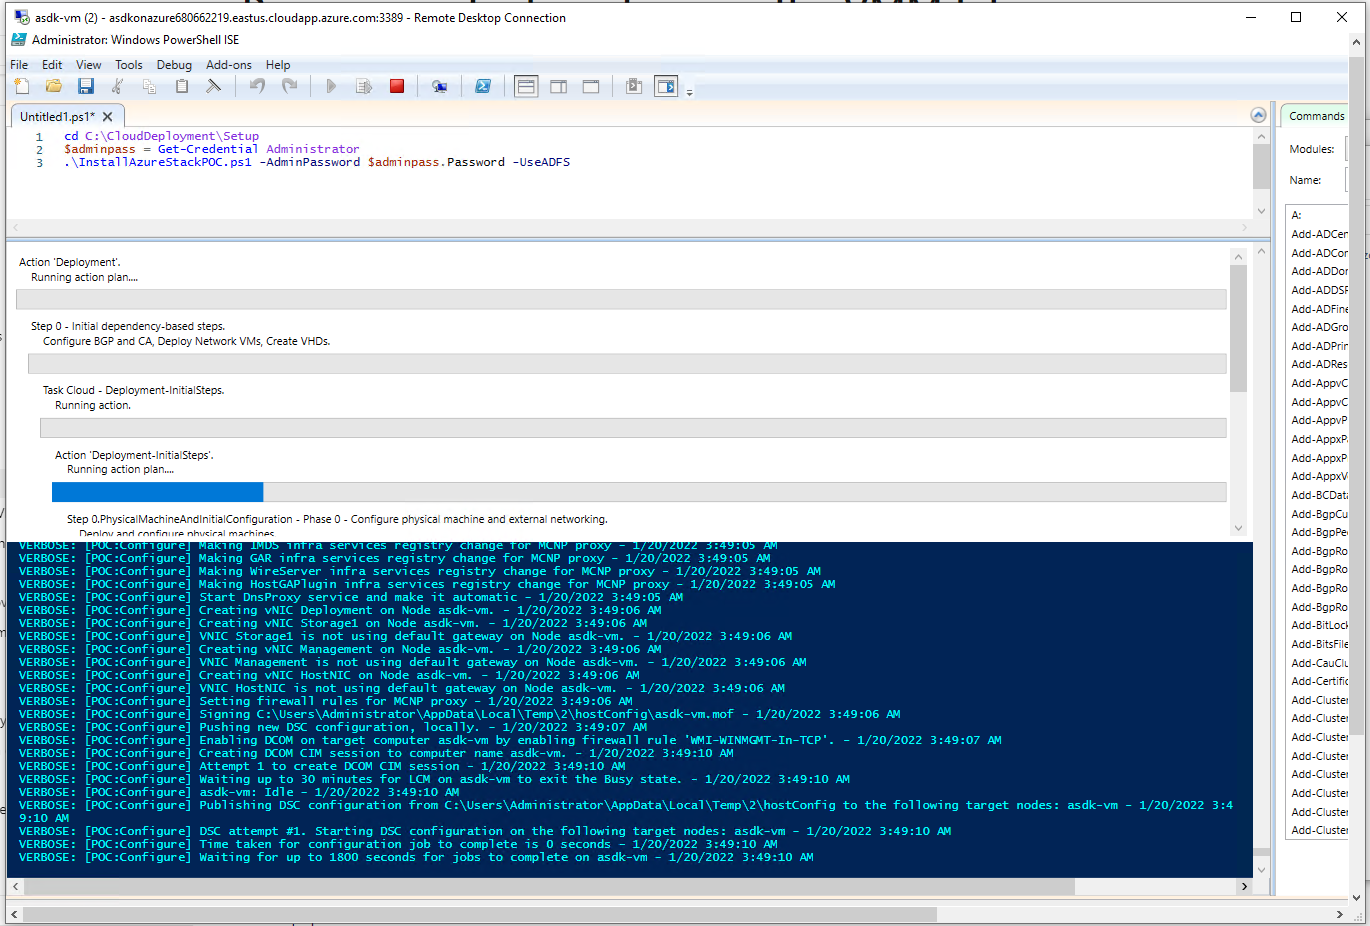 asdk-vm (2) - asdkonazure680662219.eastus.cloudapp.azure.com:3389 - Remote Desktop Connection
Administrator: Windows PowerShell ISE
File Edit View Tools Debug Add-ons Help
Untitled1.ps1*
Commands
1 cd C:\CloudDeployment\Setup
2 $adminpass = Get-Credential Administrator
3 .\InstallAzureStackPOC.ps1 -AdminPassword $adminpass.Password -UseADFS
Modules:
Name:
A:
Add-ADCen
Add-ADCor
Add-ADDor
Add-ADDSF
Add-ADFine
Add-ADGro
Add-ADPrin
Add-ADRes
Add-AppvC
Add-AppvC
Add-AppvP
Add-AppxPa
Add-AppxP
Add-AppxVo
Add-BCData
Add-BgpCu
Add-BgpPee
Add-BgpRo
Add-BgpRo
Add-BgpRo
Add-BgpRo
Add-BitLock
Add-BitsFile
Add-CauClu
Add-Certific
Add-Cluster
Add-Cluster
Add-Cluster
Add-Cluster
Add-Cluster
Add-Cluster
Add-Cluster
Add-Cluster
Action 'Deployment'.
Running action plan....
Step 0 - Initial dependency-based steps.
Configure BGP and CA, Deploy Network VMs, Create VHDs.
Task Cloud - Deployment-InitialSteps.
Running action.
Action 'Deployment-InitialSteps'.
Running action plan....
Step 0.PhysicalMachineAndInitialConfiguration - Phase 0 - Configure physical machine and external networking.
Deploy and configure physical machines
VERBOSE: [POC:Configure] Making IMDS infra services registry change for MCNP proxy - 1/20/2022 3:49:05 AM
VERBOSE: [POC:Configure] Making GAR infra services registry change for MCNP proxy - 1/20/2022 3:49:05 AM
VERBOSE: [POC:Configure] Making WireServer infra services registry change for MCNP proxy - 1/20/2022 3:49:05 AM
VERBOSE: [POC:Configure] Making HostGAPlugin infra services registry change for MCNP proxy - 1/20/2022 3:49:05 AM
VERBOSE: [POC:Configure] Start DnsProxy service and make it automatic - 1/20/2022 3:49:05 AM
VERBOSE: [POC:Configure] Creating vNIC Deployment on Node asdk-vm. - 1/20/2022 3:49:06 AM
VERBOSE: [POC:Configure] Creating vNIC Storage1 on Node asdk-vm. - 1/20/2022 3:49:06 AM
VERBOSE: [POC:Configure] VNIC Storage1 is not using default gateway on Node asdk-vm. - 1/20/2022 3:49:06 AM
VERBOSE: [POC:Configure] Creating vNIC Management on Node asdk-vm. - 1/20/2022 3:49:06 AM
VERBOSE: [POC:Configure] VNIC Management is not using default gateway on Node asdk-vm. - 1/20/2022 3:49:06 AM
VERBOSE: [POC:Configure] Creating vNIC HostNIC on Node asdk-vm. - 1/20/2022 3:49:06 AM
VERBOSE: [POC:Configure] VNIC HostNIC is not using default gateway on Node asdk-vm. - 1/20/2022 3:49:06 AM
VERBOSE: [POC:Configure] Setting firewall rules for MCNP proxy - 1/20/2022 3:49:06 AM
VERBOSE: [POC:Configure] Signing C:\Users\Administrator\AppData\Local\Temp\2\hostConfig\asdk-vm.mof - 1/20/2022 3:49:06 AM
VERBOSE: [POC:Configure] Pushing new DSC configuration, locally. - 1/20/2022 3:49:07 AM
VERBOSE: [POC:Configure] Enabling DCOM on target computer asdk-vm by enabling firewall rule 'WMI-WINMGMT-In-TCP'. - 1/20/2022 3:49:07 AM
VERBOSE: [POC:Configure] Creating DCOM CIM session to computer name asdk-vm. - 1/20/2022 3:49:10 AM
VERBOSE: [POC:Configure] Attempt 1 to create DCOM CIM session - 1/20/2022 3:49:10 AM
VERBOSE: [POC:Configure] Waiting up to 30 minutes for LCM on asdk-vm to exit the Busy state. - 1/20/2022 3:49:10 AM
VERBOSE: [POC:Configure] asdk-vm: Idle - 1/20/2022 3:49:10 AM
VERBOSE: [POC:Configure] Publishing DSC configuration from C:\Users\Administrator\AppData\Local\Temp\2\hostConfig to the following target nodes: asdk-vm - 1/20/2022 3:4
9:10 AM
VERBOSE: [POC:Configure] DSC attempt #1. Starting DSC configuration on the following target nodes: asdk-vm - 1/20/2022 3:49:10 AM
VERBOSE: [POC:Configure] Time taken for configuration job to complete is 0 seconds - 1/20/2022 3:49:10 AM
VERBOSE: [POC:Configure] Waiting for up to 1800 seconds for jobs to complete on asdk-vm - 1/20/2022 3:49:10 AM